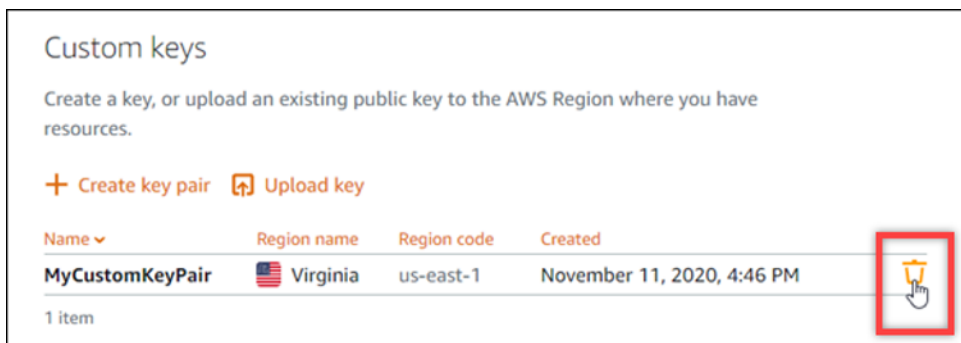 Custom keys
Create a key, or upload an existing public key to the AWS Region where you have
resources.
Create key pair Upload key
Name Region name Region code Created
MyCustomKeyPair Virginia us-east-1 November 11, 2020, 4:46 PM
1 item